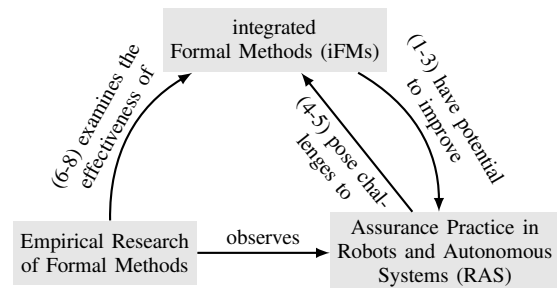 integrated
Formal Methods (iFMs)
(6-8) examines the
effectiveness of
(4-5) pose chal-
lenges to
(1-3) have potential
to improve
Empirical Research
of Formal Methods
observes
Assurance Practice in
Robots and Autonomous
Systems (RAS)